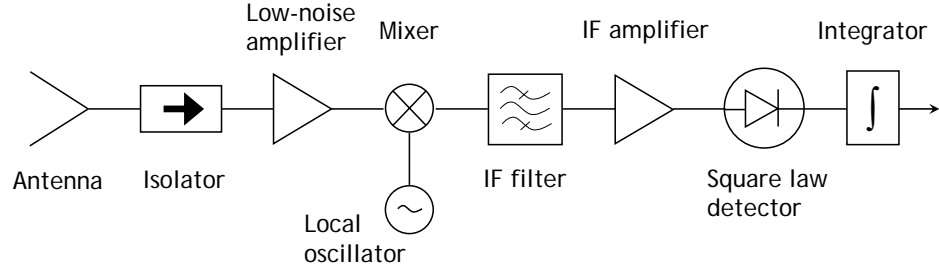 Low-noise
amplifier
Mixer
IF amplifier
Integrator
∫
Antenna
Isolator
IF filter
Square law
detector
Local
oscillator